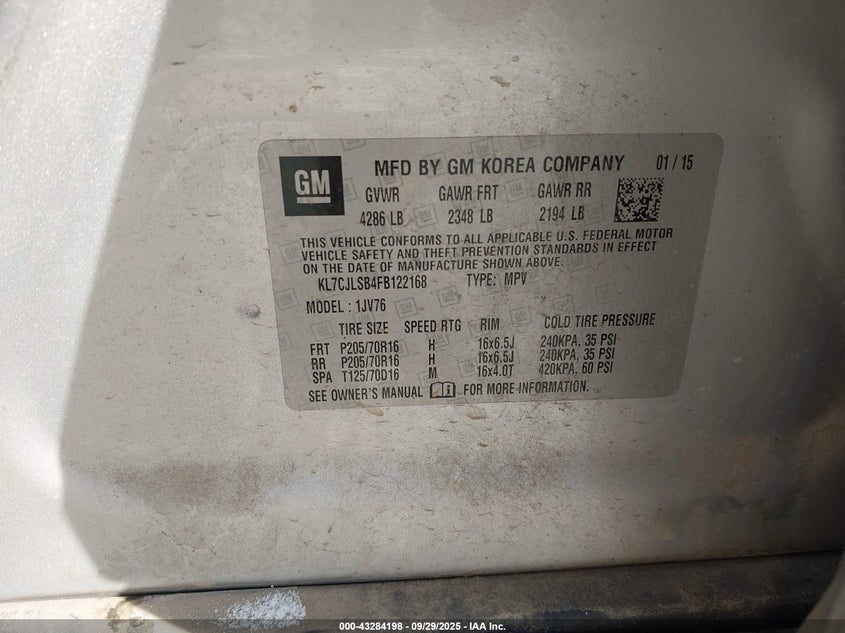 GM MFD BY GM KOREA COMPANY 01 / 15
GVWR GAWR FRT GAWR RR
4286 LB 2348 LB 2194 LB
THIS VEHICLE CONFORMS TO ALL APPLICABLE U.S. FEDERAL MOTOR
VEHICLE SAFETY AND THEFT PREVENTION STANDARDS IN EFFECT
ON THE DATE OF MANUFACTURE SHOWN ABOVE.
KL7CJLSB4FB122168 TYPE: MPV
MODEL : 1JV76
TIRE SIZE SPEED RTG RIM COLD TIRE PRESSURE
FRT P205/70R16 H 16x6.5J 240KPA, 35 PSI
RR P205/70R16 H 16x6.5J 240KPA, 35 PSI
SPA T125/70D16 M 16x4.0T 420KPA, 60 PSI
SEE OWNER'S MANUAL FOR MORE INFORMATION.
000-43284198 - 09/29/2025 - IAA Inc.